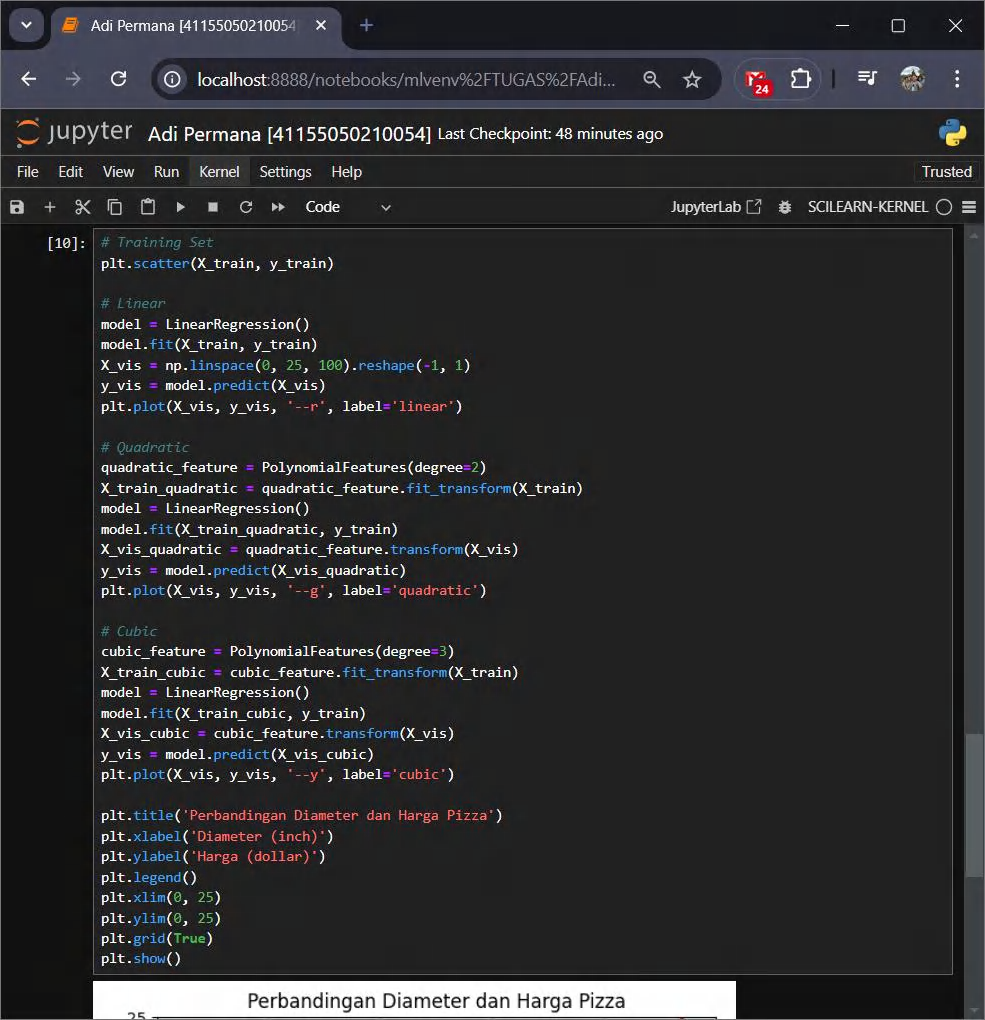 Adi Permana [41155050210054
localhost:8888/notebooks/mlvenv%2FTUGAS%2FAdi...
24
jupyter Adi Permana [41155050210054] Last Checkpoint: 48 minutes ago
File Edit View Run Kernel Settings Help Trusted
Code JupyterLab SCILEARN-KERNEL
[10]: # Training Set
plt.scatter(X_train, y_train)
# Linear
model = LinearRegression()
model.fit(X_train, y_train)
X_vis = np.linspace(0, 25, 100).reshape(-1, 1)
y_vis = model.predict(X_vis)
plt.plot(X_vis, y_vis, '--r', label='linear')
# Quadratic
quadratic_feature = PolynomialFeatures(degree=2)
X_train_quadratic = quadratic_feature.fit_transform(X_train)
model = LinearRegression()
model.fit(X_train_quadratic, y_train)
X_vis_quadratic = quadratic_feature.transform(X_vis)
y_vis = model.predict(X_vis_quadratic)
plt.plot(X_vis, y_vis, '--g', label='quadratic')
# Cubic
cubic_feature = PolynomialFeatures(degree=3)
X_train_cubic = cubic_feature.fit_transform(X_train)
model = LinearRegression()
model.fit(X_train_cubic, y_train)
X_vis_cubic = cubic_feature.transform(X_vis)
y_vis = model.predict(X_vis_cubic)
plt.plot(X_vis, y_vis, '--y', label='cubic')
plt.title('Perbandingan Diameter dan Harga Pizza')
plt.xlabel('Diameter (inch)')
plt.ylabel('Harga (dollar)')
plt.legend()
plt.xlim(0, 25)
plt.ylim(0, 25)
plt.grid(True)
plt.show()
Perbandingan Diameter dan Harga Pizza
25